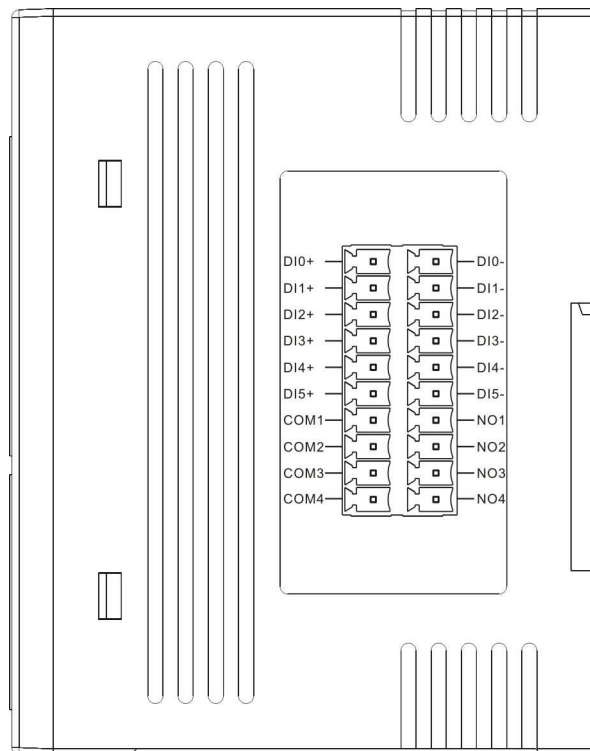 DI0+ DI0-
DI1+ DI1-
DI2+ DI2-
DI3+ DI3-
DI4+ DI4-
DI5+ DI5-
COM1 NO1
COM2 NO2
COM3 NO3
COM4 NO4